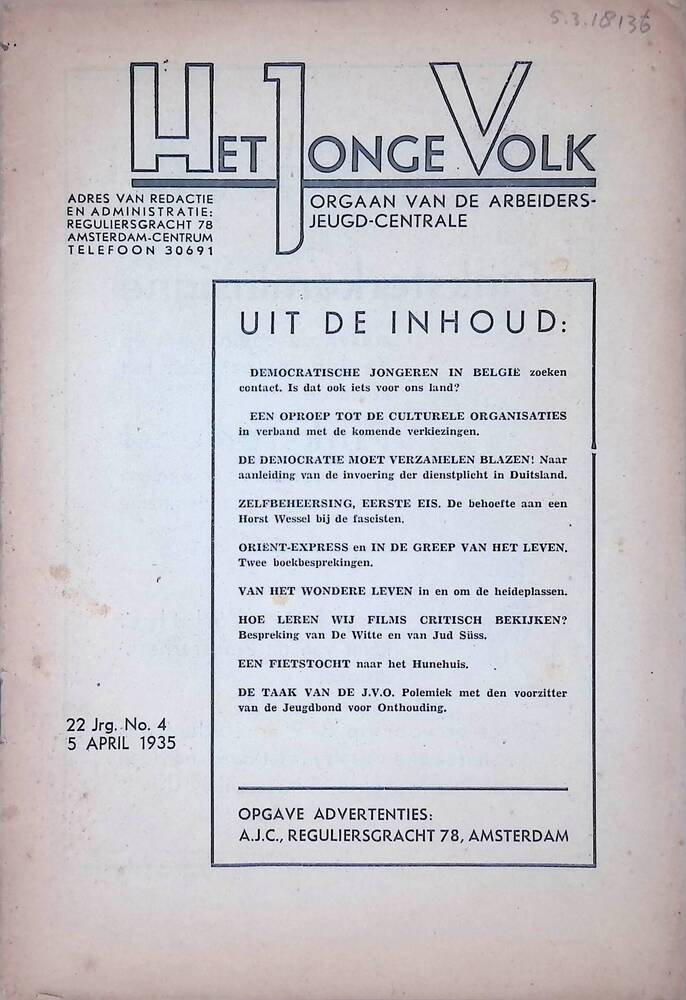 5.3.18136
HET JONGE VOLK
ADRES VAN REDACTIE
EN ADMINISTRATIE:
REGULIERSGRACHT 78
AMSTERDAM-CENTRUM
TELEFOON 30691
ORGAAN VAN DE ARBEIDERS-
JEUGD-CENTRALE
UIT DE INHOUD:
DEMOCRATISCHE JONGEREN IN BELGIË zoeken
contact. Is dat ook iets voor ons land?
EEN OPROEP TOT DE CULTURELE ORGANISATIES
in verband met de komende verkiezingen.
DE DEMOCRATIE MOET VERZAMELEN BLAZEN! Naar
aanleiding van de invoering der dienstplicht in Duitsland.
ZELFBEHEERSING, EERSTE EIS. De behoefte aan een
Horst Wessel bij de fascisten.
ORIENT-EXPRESS en IN DE GREEP VAN HET LEVEN.
Twee boekbesprekingen.
VAN HET WONDERE LEVEN in en om de heideplassen.
HOE LEREN WIJ FILMS CRITISCH BEKIJKEN?
Bespreking van De Witte en van Jud Süss.
EEN FIETSTOCHT naar het Hunehuis.
DE TAAK VAN DE J.V.O. Polemiek met den voorzitter
van de Jeugdbond voor Onthouding.
22 Jrg. No. 4
5 APRIL 1935
OPGAVE ADVERTENTIES:
A.J.C., REGULIERSGRACHT 78, AMSTERDAM